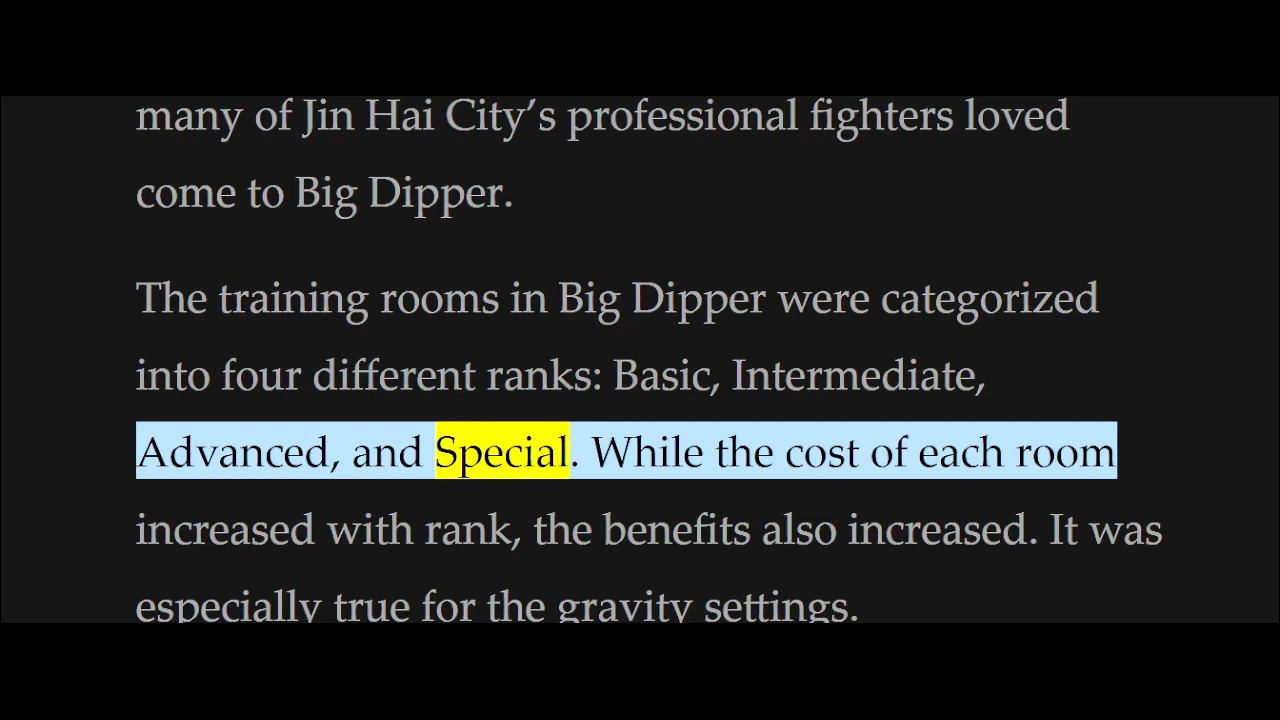 many of Jin Hai City’s professional fighters loved
come to Big Dipper.
The training rooms in Big Dipper were categorized
into four different ranks: Basic, Intermediate,
Advanced, and Special. While the cost of each room
increased with rank, the benefits also increased. It was
especially true for the gravity settings.